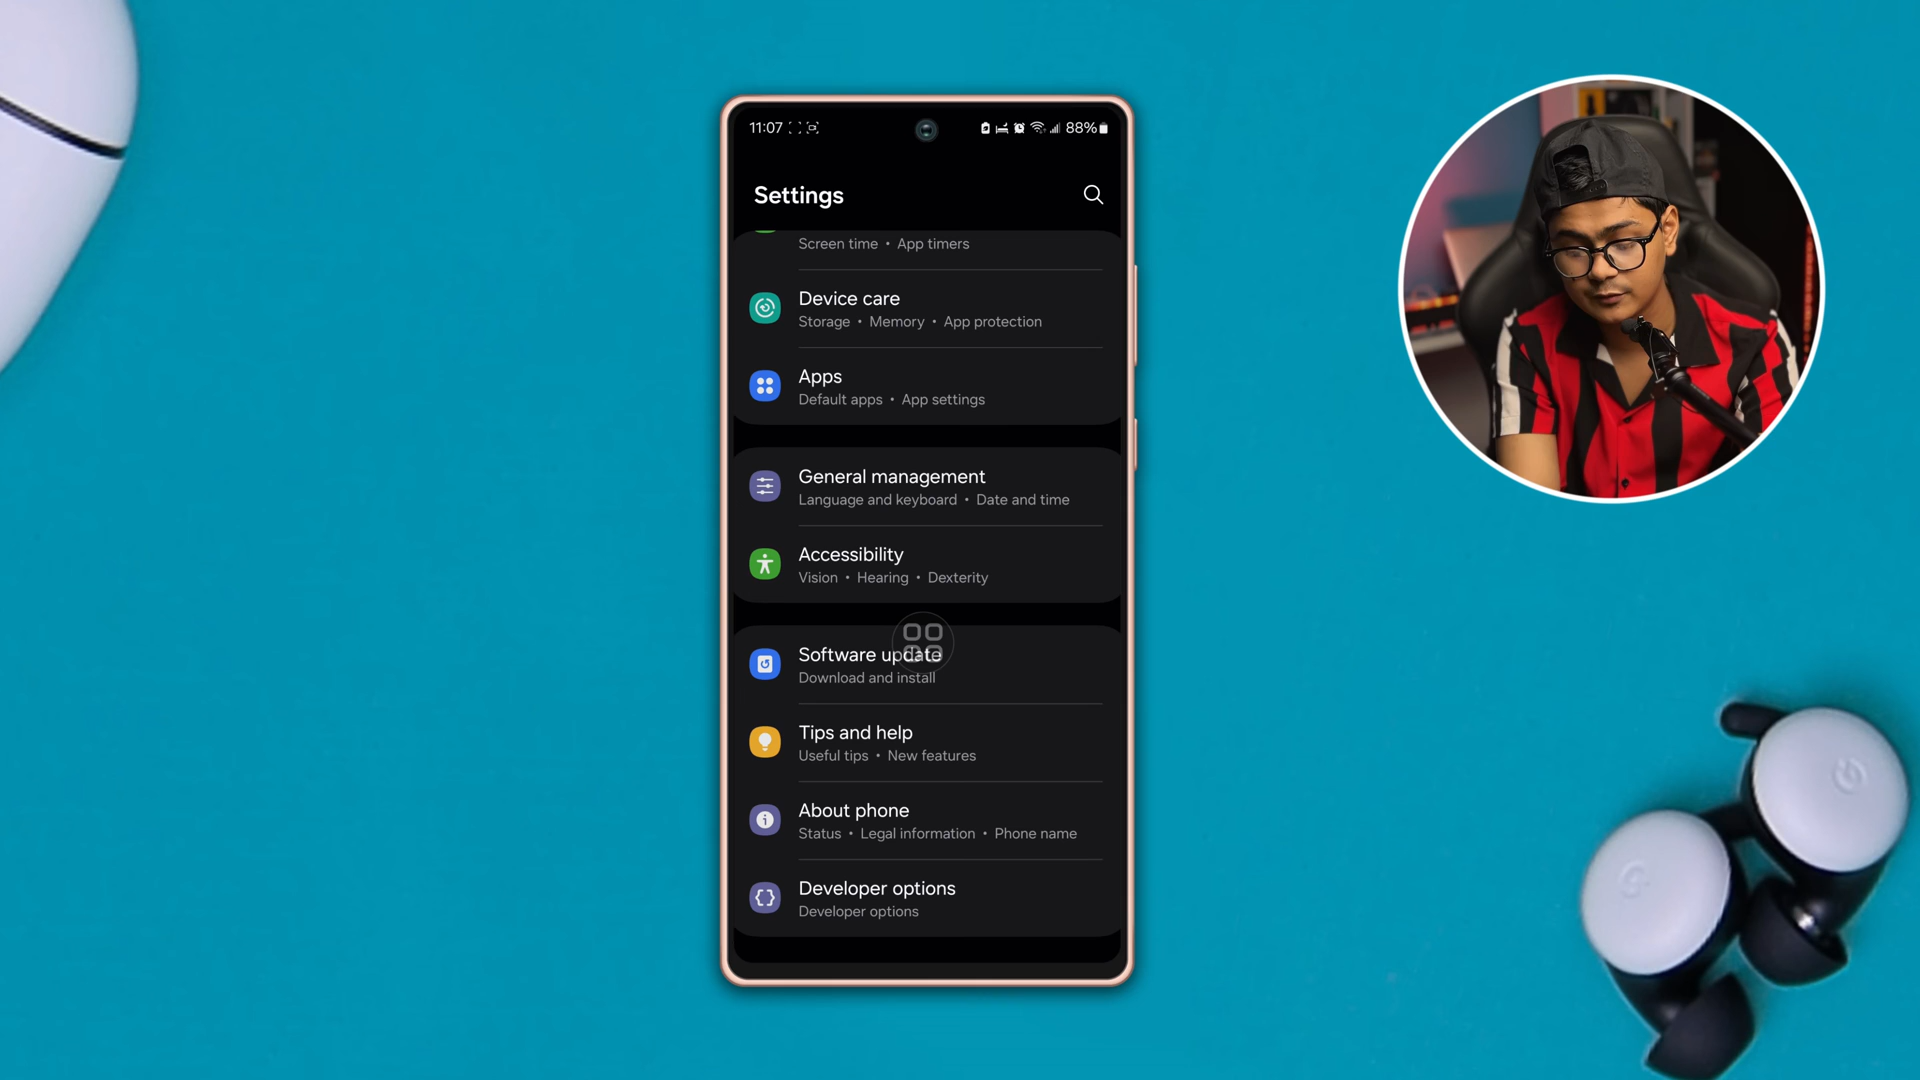 11:07
88%
Settings
Screen time • App timers
Device care
Storage • Memory • App protection
Apps
Default apps • App settings
General management
Language and keyboard • Date and time
Accessibility
Vision • Hearing • Dexterity
Software update
Download and install
Tips and help
Useful tips • New features
About phone
Status • Legal information • Phone name
Developer options
Developer options